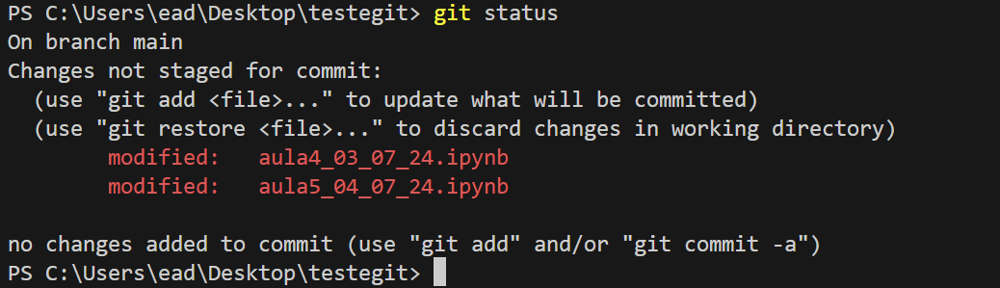 PS C:\Users\ead\Desktop\testegit> git status
On branch main
Changes not staged for commit:
  (use "git add <file>..." to update what will be committed)
  (use "git restore <file>..." to discard changes in working directory)
        modified:   aula4_03_07_24.ipynb
        modified:   aula5_04_07_24.ipynb
no changes added to commit (use "git add" and/or "git commit -a")
PS C:\Users\ead\Desktop\testegit>